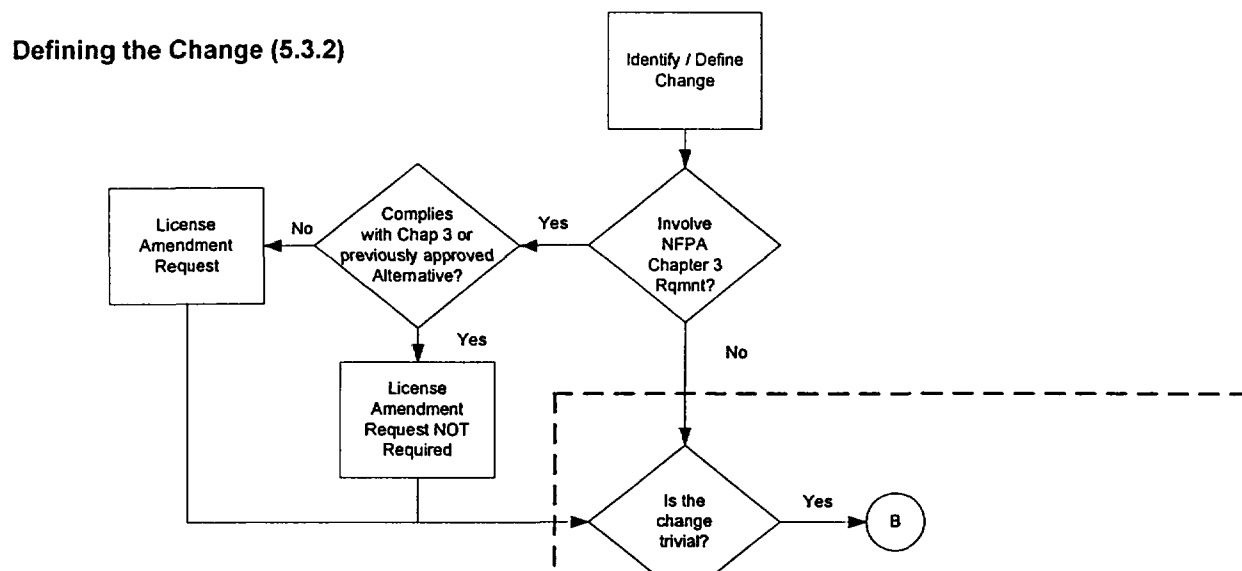 Defining the Change (5.3.2)
Identify / Define
Change
Involve
NFPA
Chapter 3
Rqmnt?
Yes
Complies
with Chap 3 or
previously approved
Alternative?
No
License
Amendment
Request
Yes
License
Amendment
Request NOT
Required
No
Is the
change
trivial?
Yes
B